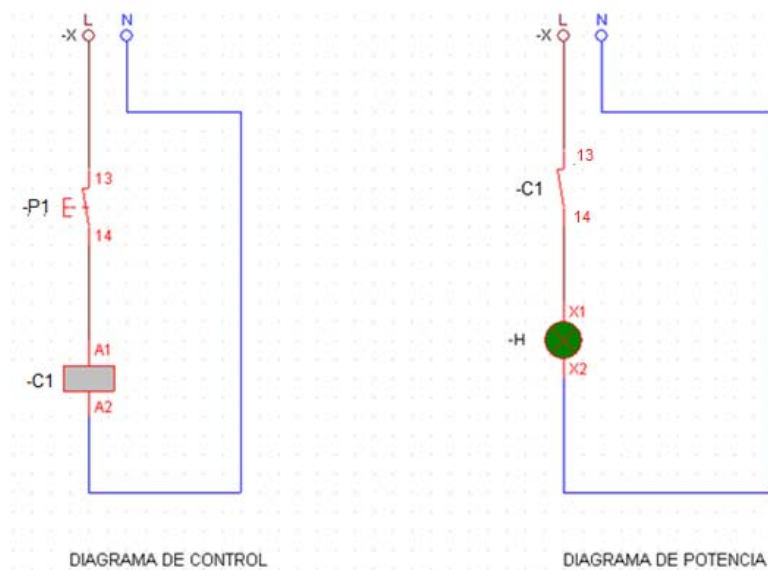 L N
-X
13
-P1
14
A1
-C1
A2
DIAGRAMA DE CONTROL
L N
-X
13
-C1
14
X1
-H
X2
DIAGRAMA DE POTENCIA